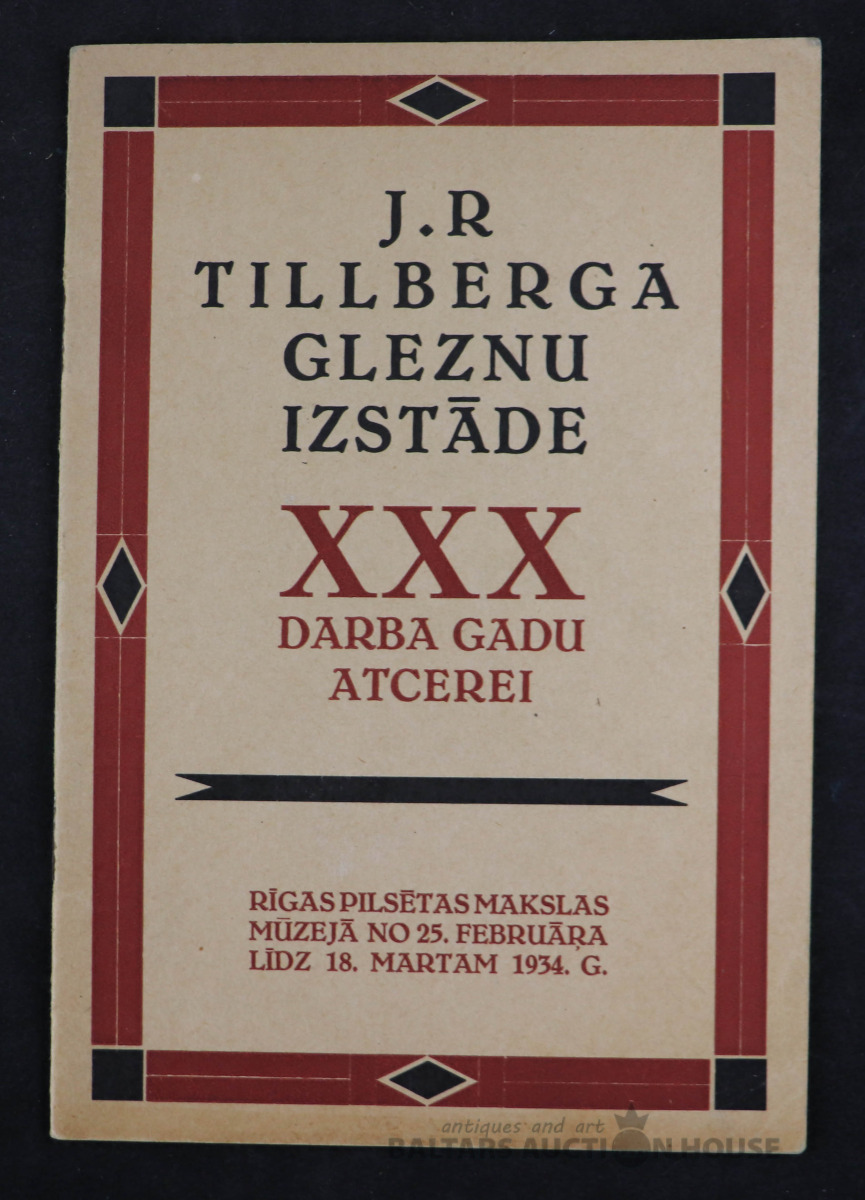 J.R
TILLBERGA
GLEZNU
IZSTĀDE
XXX
DARBA GADU
ATCEREI
RĪGAS PILSĒTAS MAKSLAS
MŪZEJĀ NO 25. FEBRUĀŖA
LĪDZ 18. MARTAM 1934. G.
antiques and art
BALTARS AUCTION HOUSE